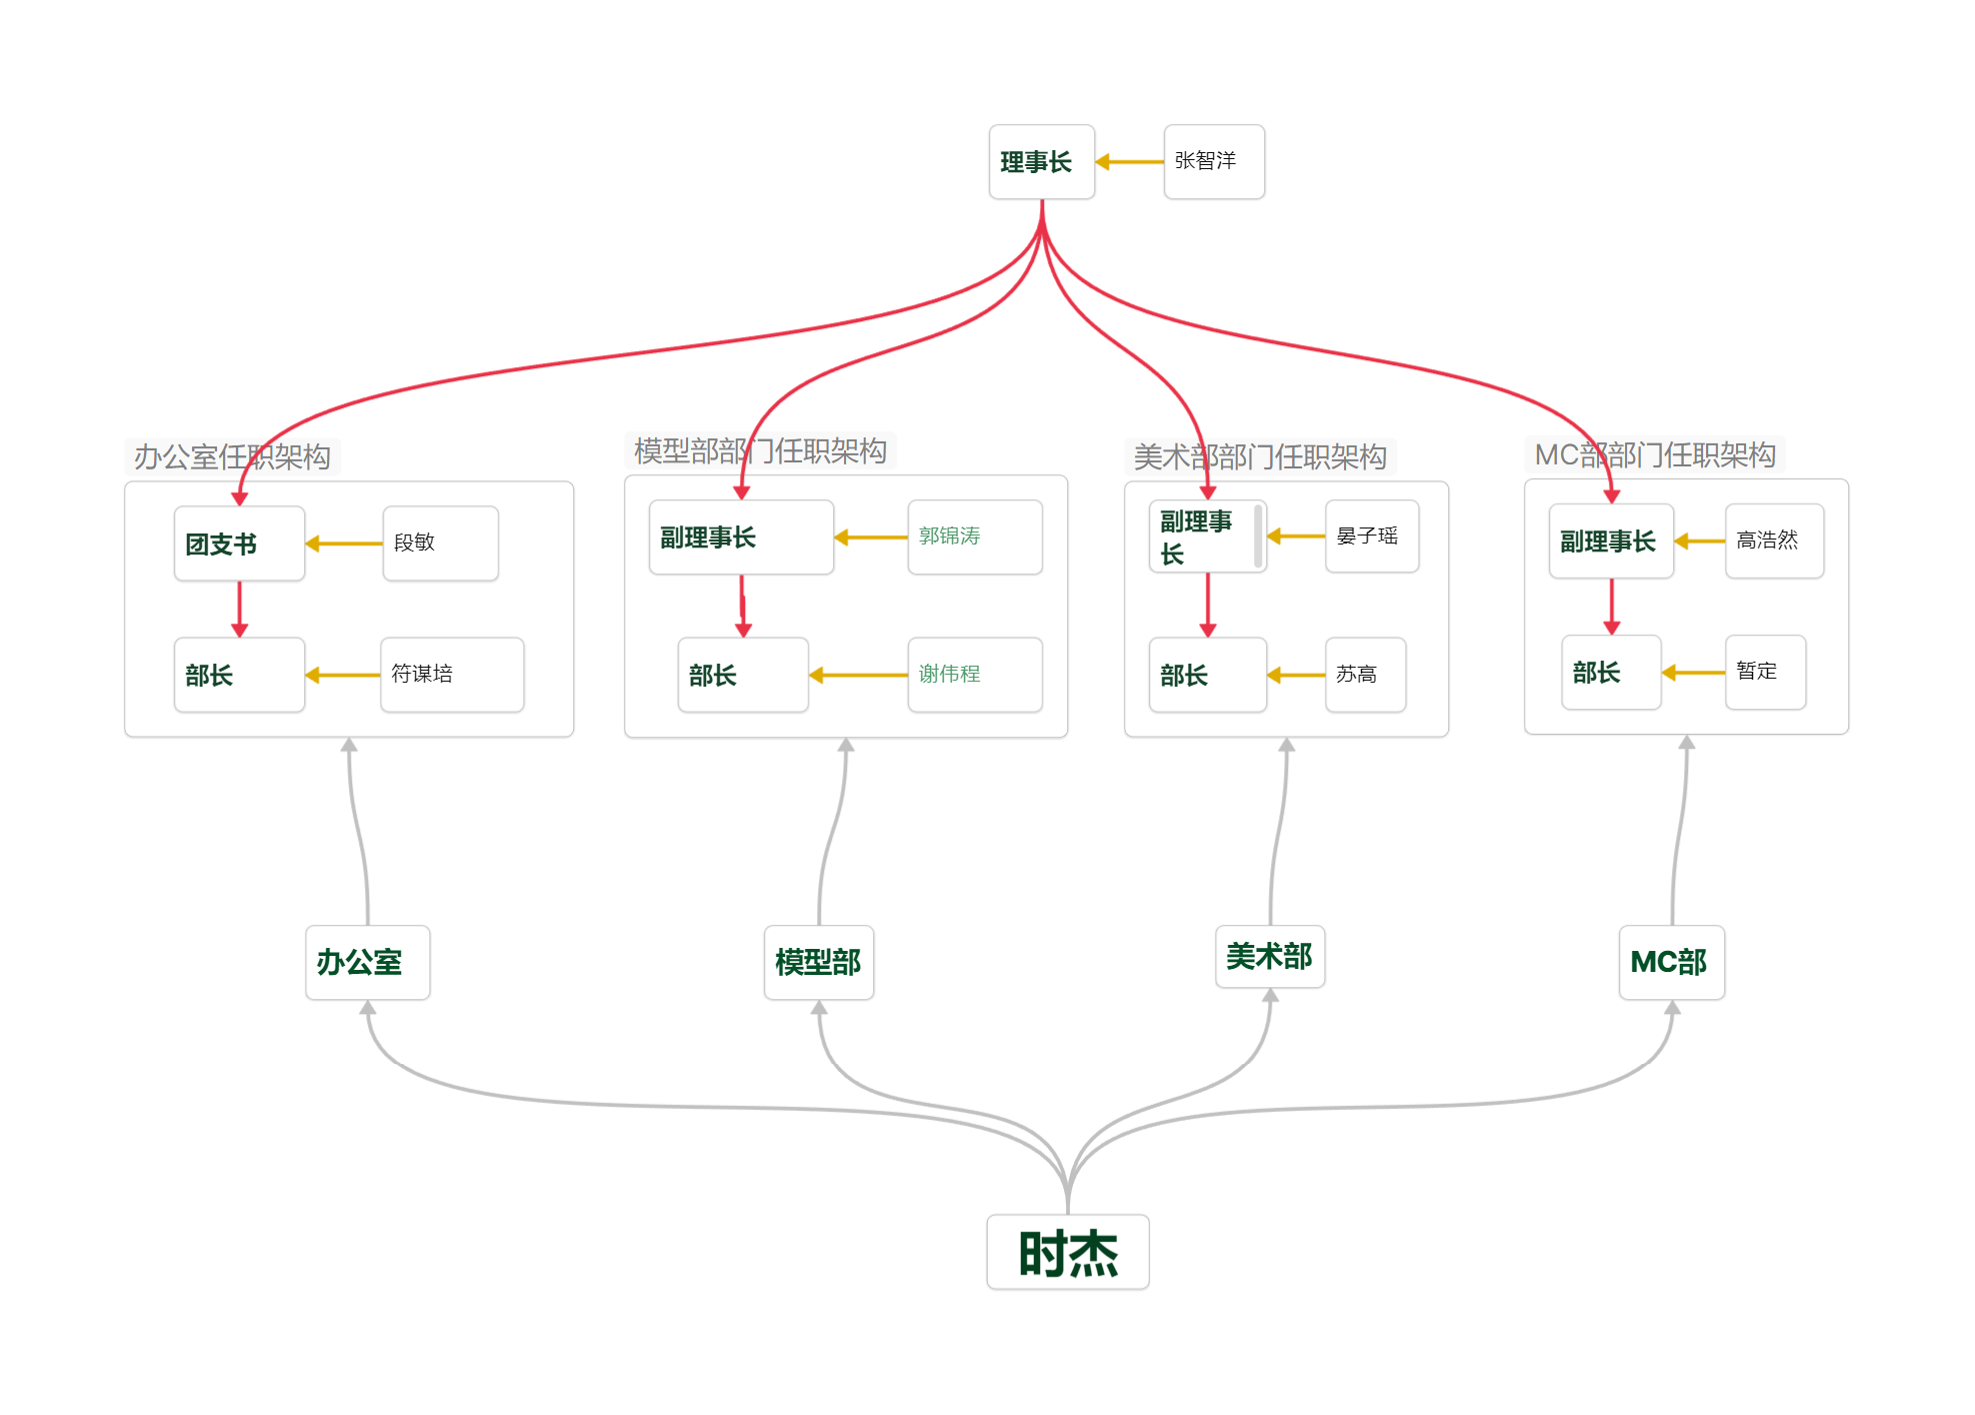 理事长
张智洋
办公室任职架构
模型部部门任职架构
美术部部门任职架构
MC部部门任职架构
团支书
段敏
部长
符谋培
副理事长
郭锦涛
部长
谢伟程
副理事
长
晏子瑶
部长
苏高
副理事长
高浩然
部长
暂定
办公室
模型部
美术部
MC部
时杰